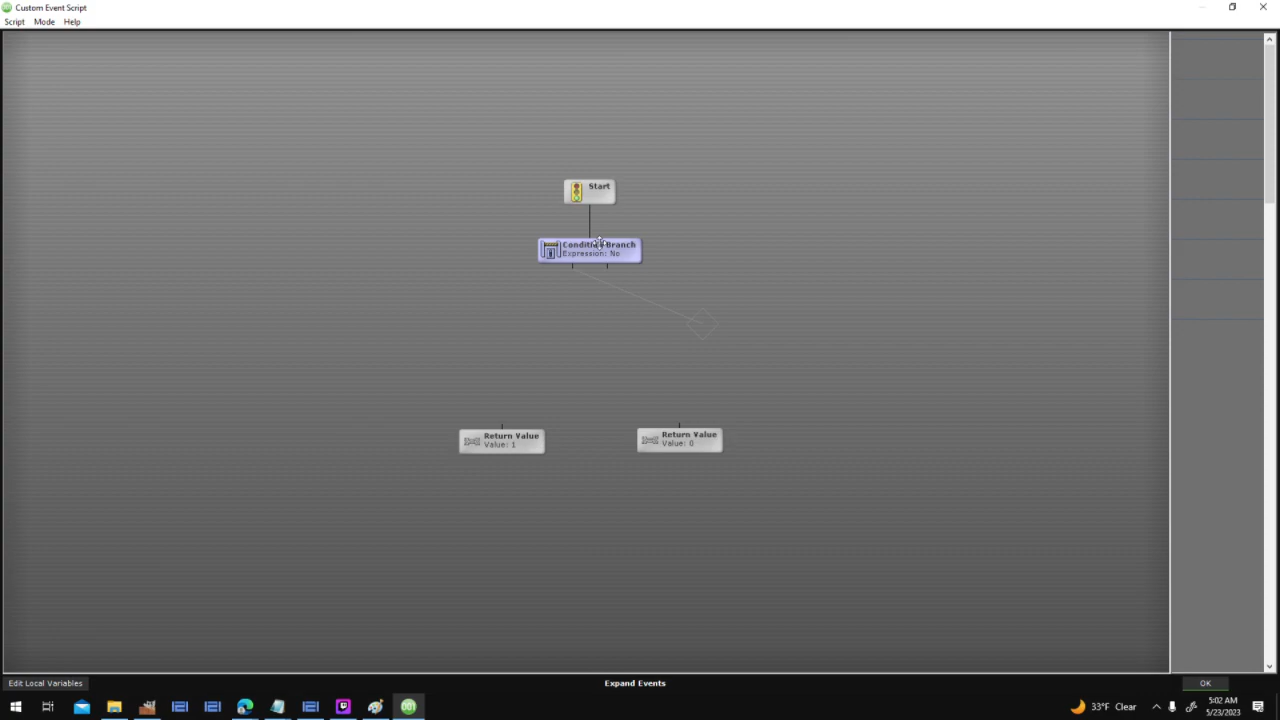 Custom Event Script
Script Mode Help
Start
Condition Branch
Expression: No
Return Value
Value: 1
Return Value
Value: 0
Edit Local Variables
Expand Events
OK
33°F Clear
5:02 AM
5/23/2023